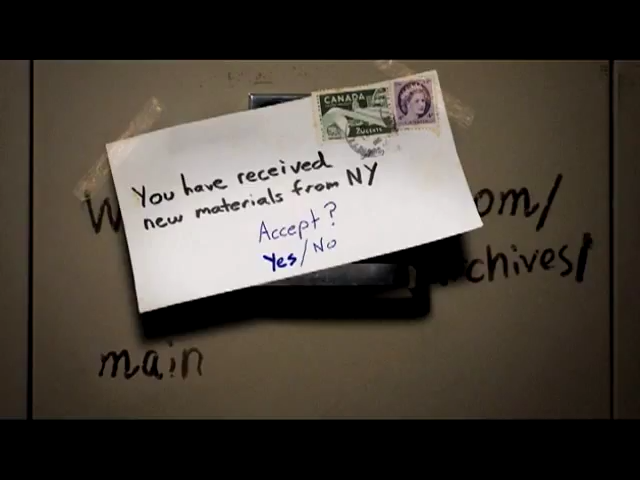 CANADA
You have received
new materials from NY
Accept?
Yes/No
W
om/
chives/
main